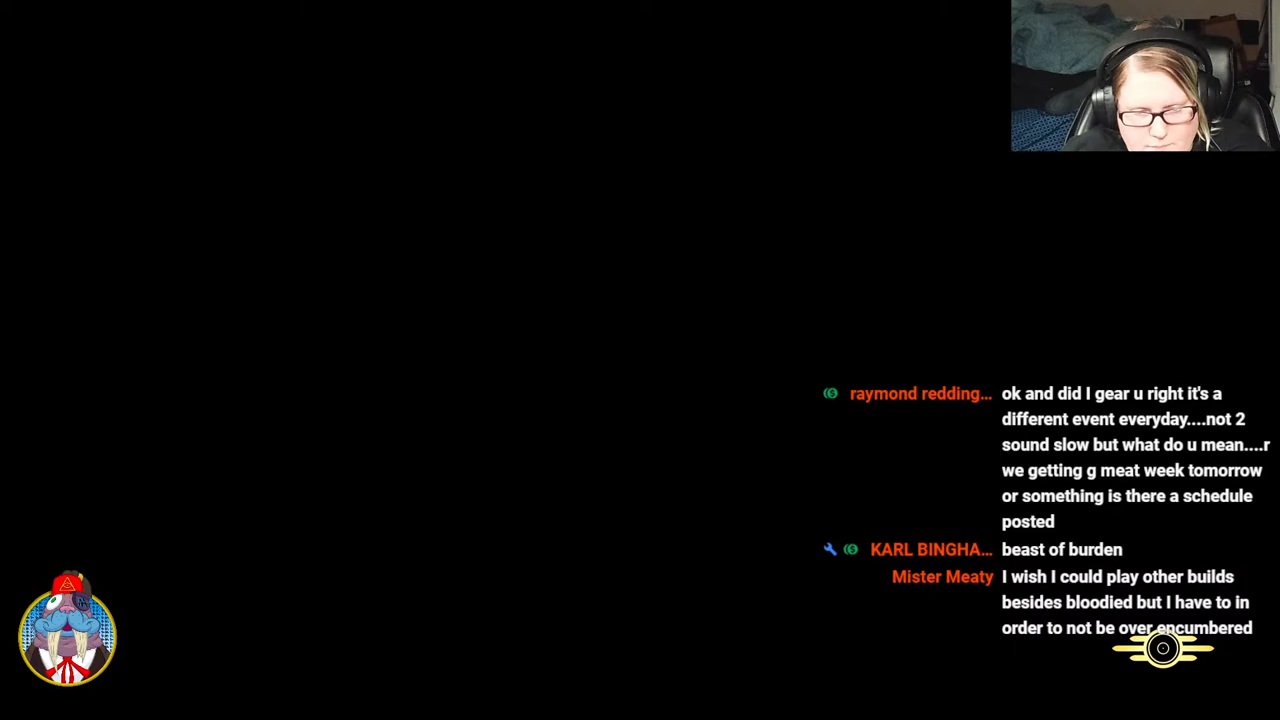 raymond redding... ok and did I gear u right it's a
different event everyday....not 2
sound slow but what do u mean....r
we getting g meat week tomorrow
or something is there a schedule
posted
KARL BINGHA... beast of burden
Mister Meaty I wish I could play other builds
besides bloodied but I have to in
order to not be over encumbered